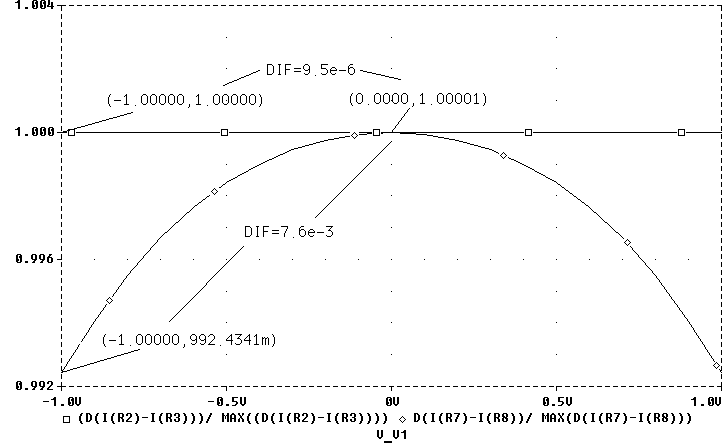 1.004
DIF=9.5e-6
(-1.00000,1.00000)
(0.0000,1.00001)
1.000
DIF=7.6e-3
0.996
(-1.00000,992.4341m)
0.992
-1.0V
-0.5V
0V
0.5V
1.0V
(D(I(R2)-I(R3)))/ MAX((D(I(R2)-I(R3)))) D(I(R7)-I(R8))/ MAX(D(I(R7)-I(R8)))
V_V1